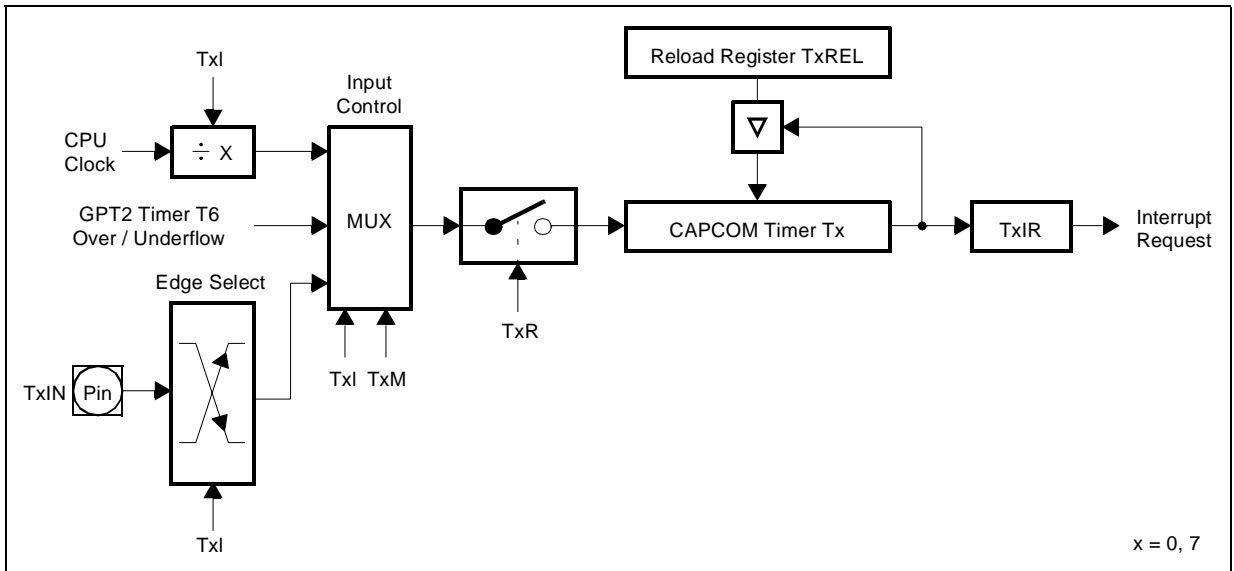 TxI
Reload Register TxREL
Input
Control
CPU
Clock
÷ X
∇
GPT2 Timer T6
Over / Underflow
MUX
CAPCOM Timer Tx
TxIR
Interrupt
Request
Edge Select
TxR
TxI TxM
TxIN
Pin
TxI
x = 0, 7